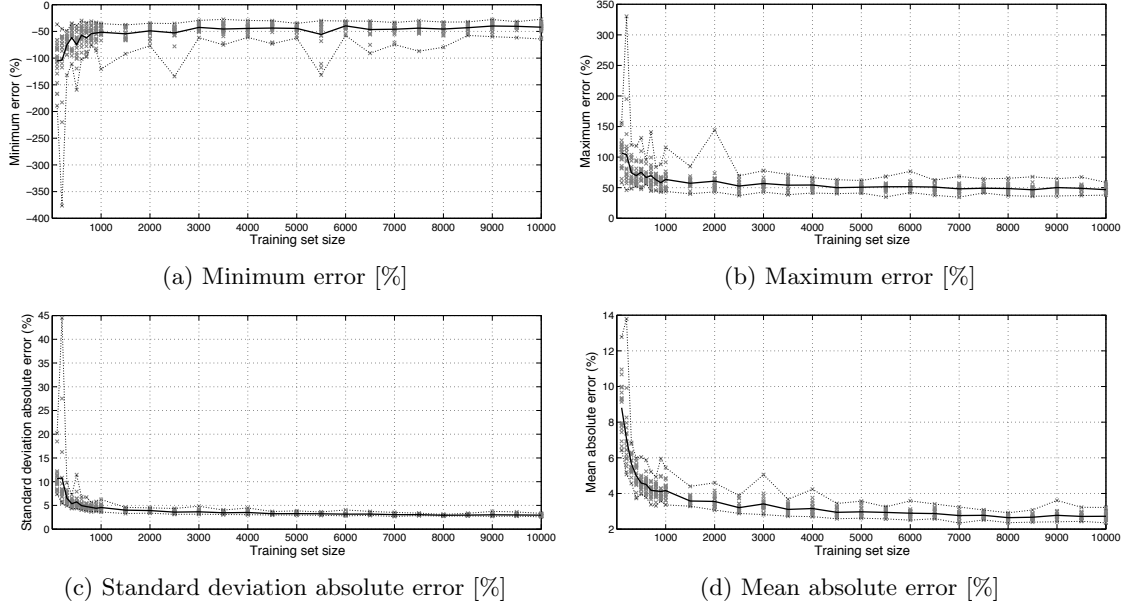 0
−50
−100
−150
−200
−250
−300
−350
−400
Minimum error (%)
1000 2000 3000 4000 5000 6000 7000 8000 9000 10000
Training set size
(a) Minimum error [%]
350
300
250
200
150
100
50
0
Maximum error (%)
1000 2000 3000 4000 5000 6000 7000 8000 9000 10000
Training set size
(b) Maximum error [%]
45
40
35
30
25
20
15
10
5
0
Standard deviation absolute error (%)
1000 2000 3000 4000 5000 6000 7000 8000 9000 10000
Training set size
(c) Standard deviation absolute error [%]
14
12
10
8
6
4
2
Mean absolute error (%)
1000 2000 3000 4000 5000 6000 7000 8000 9000 10000
Training set size
(d) Mean absolute error [%]